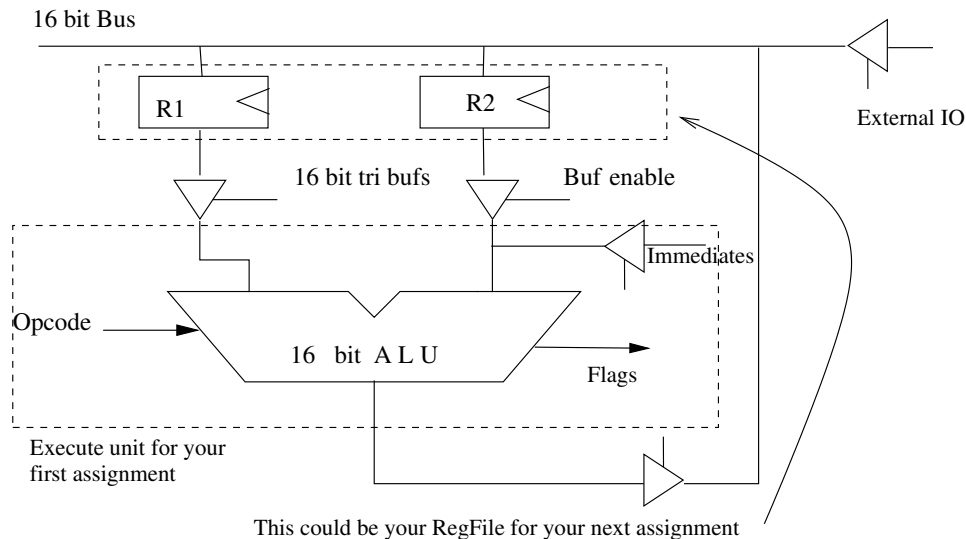 16 bit Bus
R1
R2
External IO
16 bit tri bufs
Buf enable
Immediates
Opcode
16 bit A L U
Flags
Execute unit for your
first assignment
This could be your RegFile for your next assignment